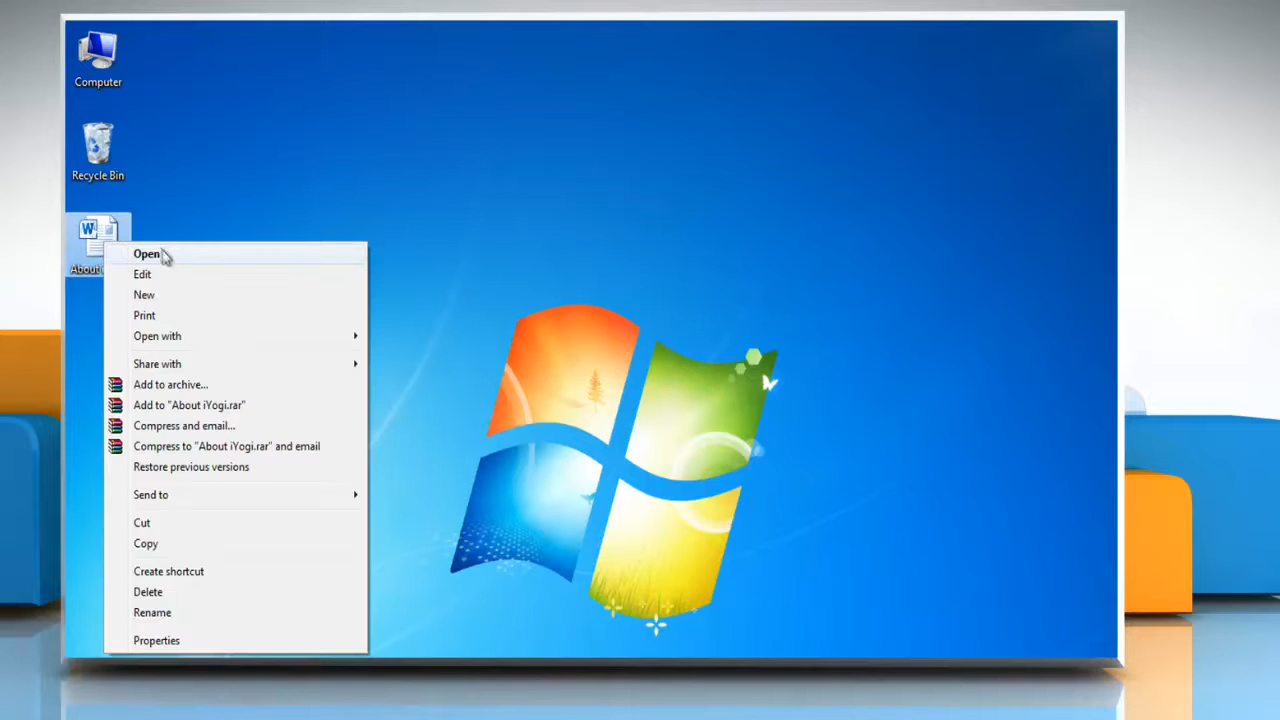 Computer
Recycle Bin
About
Open
Edit
New
Print
Open with
Share with
Add to archive...
Add to "About iYogi.rar"
Compress and email...
Compress to "About iYogi.rar" and email
Restore previous versions
Send to
Cut
Copy
Create shortcut
Delete
Rename
Properties